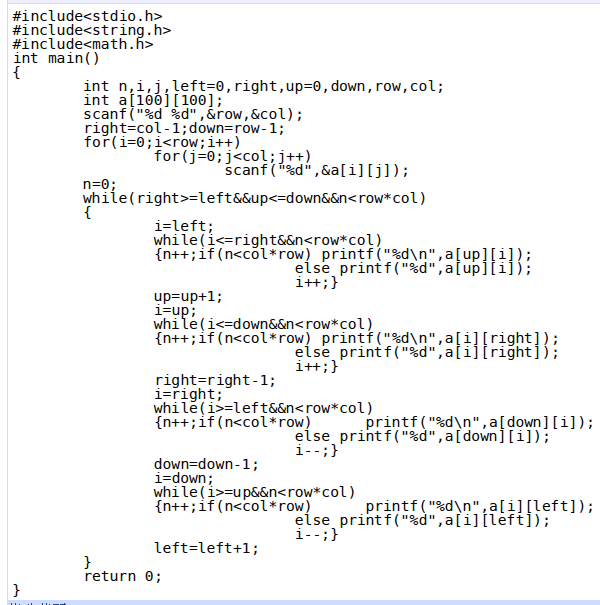 #include<stdio.h>
#include<string.h>
#include<math.h>
int main()
{
        int n,i,j,left=0,right,up=0,down,row,col;
        int a[100][100];
        scanf("%d %d",&row,&col);
        right=col-1;down=row-1;
        for(i=0;i<row;i++)
                for(j=0;j<col;j++)
                        scanf("%d",&a[i][j]);
        n=0;
        while(right>=left&&up<=down&&n<row*col)
        {
                i=left;
                while(i<=right&&n<row*col)
                {n++;if(n<col*row) printf("%d\n",a[up][i]);
                                else printf("%d",a[up][i]);
                                i++;}
                up=up+1;
                i=up;
                while(i<=down&&n<row*col)
                {n++;if(n<col*row) printf("%d\n",a[i][right]);
                                else printf("%d",a[i][right]);
                                i++;}
                right=right-1;
                i=right;
                while(i>=left&&n<row*col)
                {n++;if(n<col*row)      printf("%d\n",a[down][i]);
                                else printf("%d",a[down][i]);
                                i--;}
                down=down-1;
                i=down;
                while(i>=up&&n<row*col)
                {n++;if(n<col*row)      printf("%d\n",a[i][left]);
                                else printf("%d",a[i][left]);
                                i--;}
                left=left+1;
        }
        return 0;
}